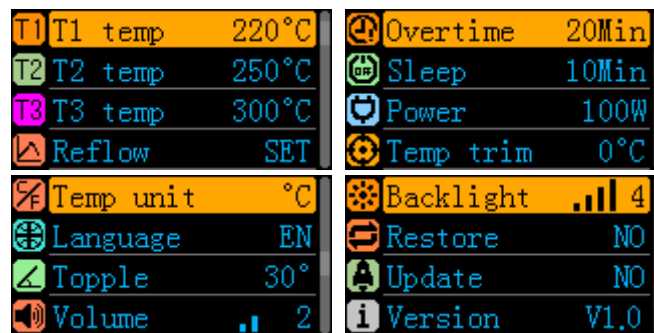 T1 T1 temp 220°C
T2 T2 temp 250°C
T3 T3 temp 300°C
Reflow SET
Overtime 20Min
OFF Sleep 10Min
Power 100W
Temp trim 0°C
C/F Temp unit °C
Language EN
Topple 30°
Volume 2
Backlight 4
Restore NO
A Update NO
i Version V1.0